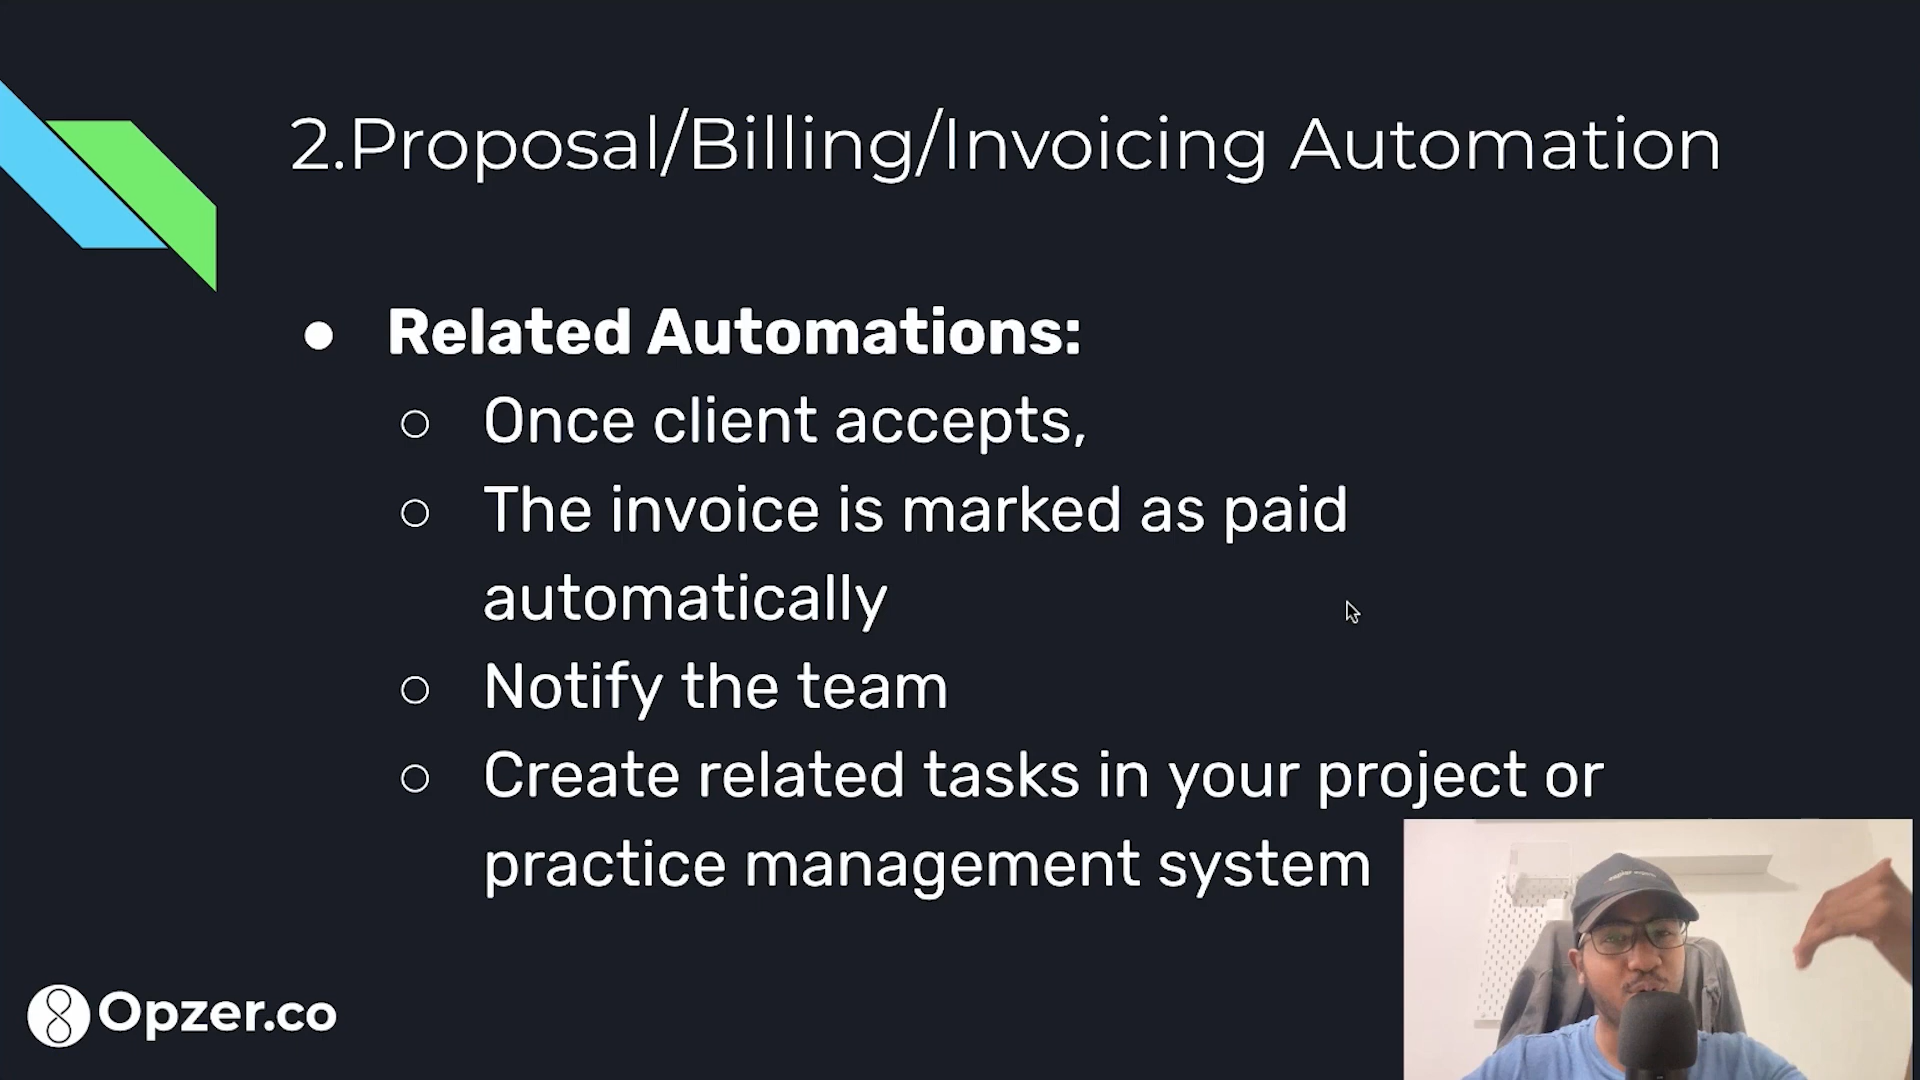 2.Proposal/Billing/Invoicing Automation
● Related Automations:
○ Once client accepts,
○ The invoice is marked as paid
automatically
○ Notify the team
○ Create related tasks in your project or
practice management system
Opzer.co